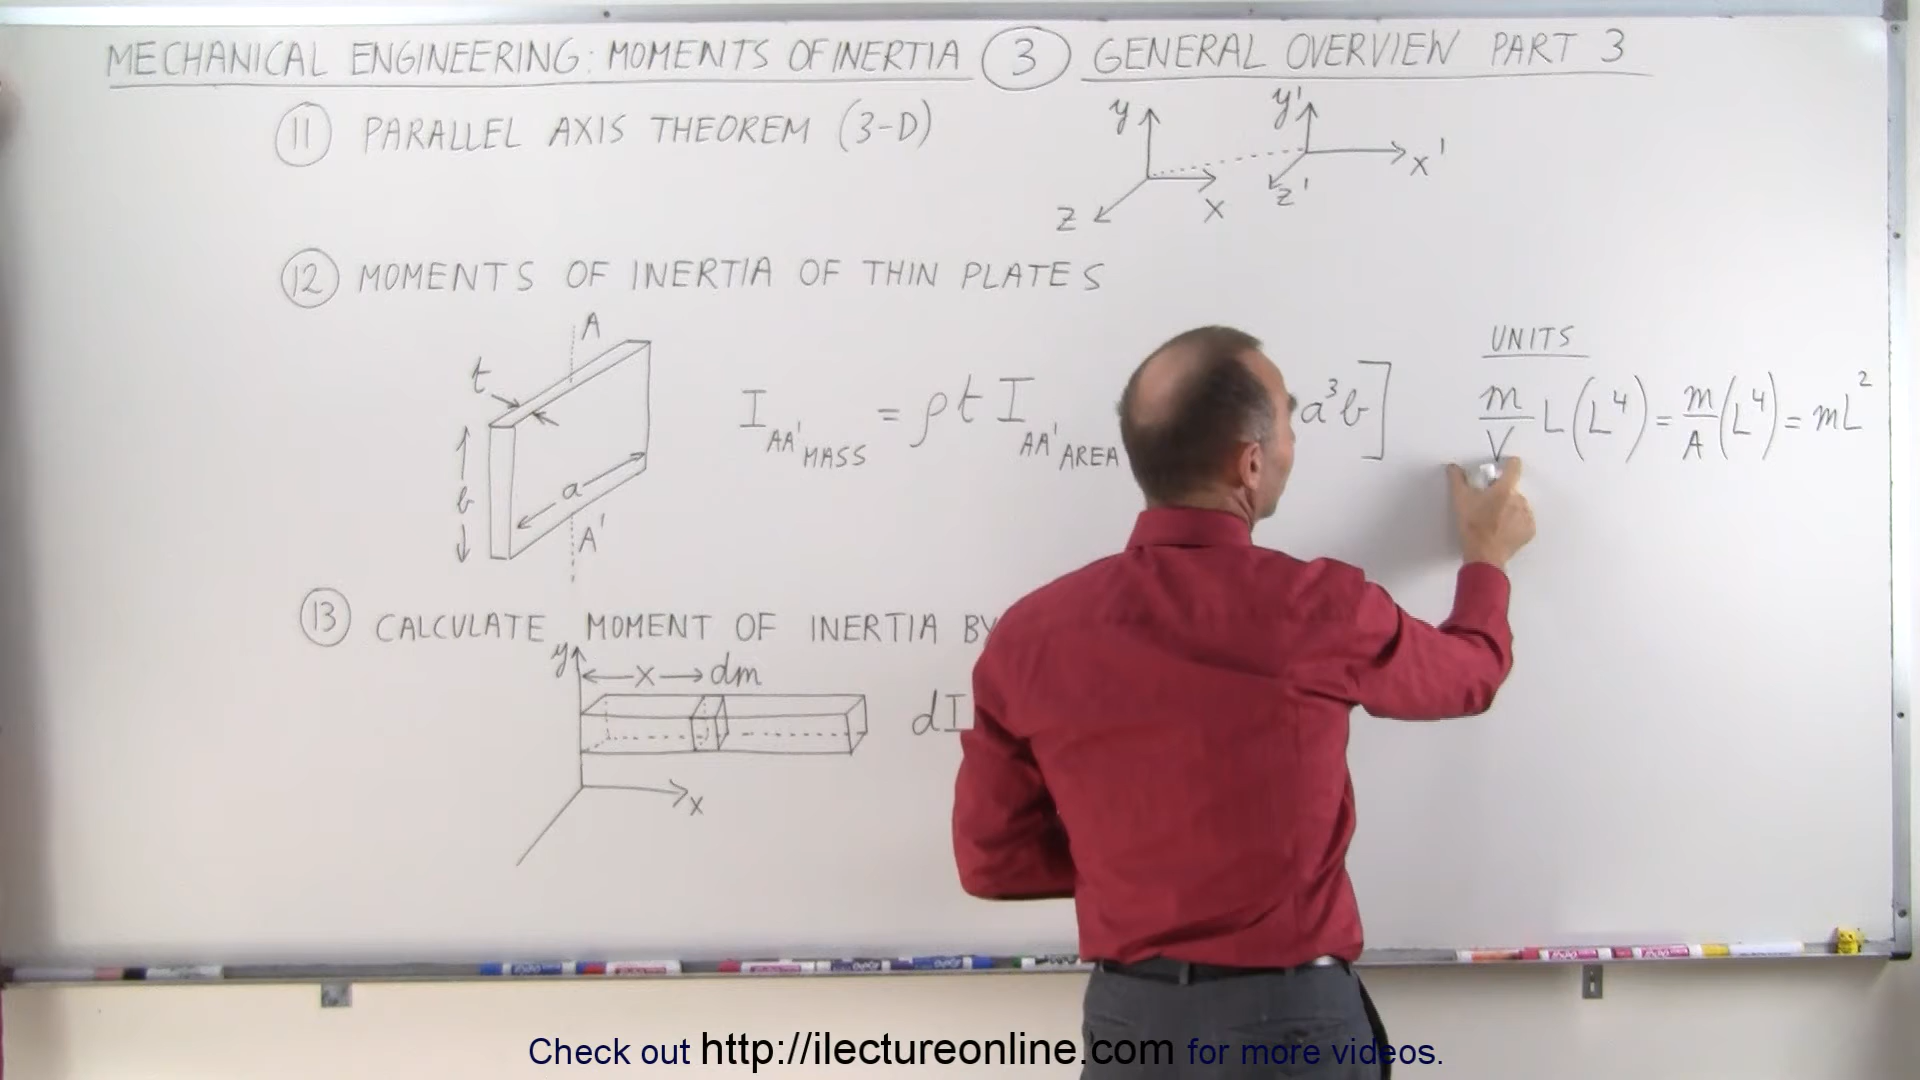 MECHANICAL ENGINEERING: MOMENTS OF INERTIA 3 GENERAL OVERVIEW PART 3
11 PARALLEL AXIS THEOREM (3-D)
y
z
x
y'
x'
z'
12 MOMENTS OF INERTIA OF THIN PLATES
t
b
a
A
A'
I AA' MASS = ρ t I AA' AREA
a³b]
UNITS
m/V L(L⁴) = m/A (L⁴) = mL²
13 CALCULATE MOMENT OF INERTIA BY
y
x
dm
x
dI
Check out http://ilectureonline.com for more videos.